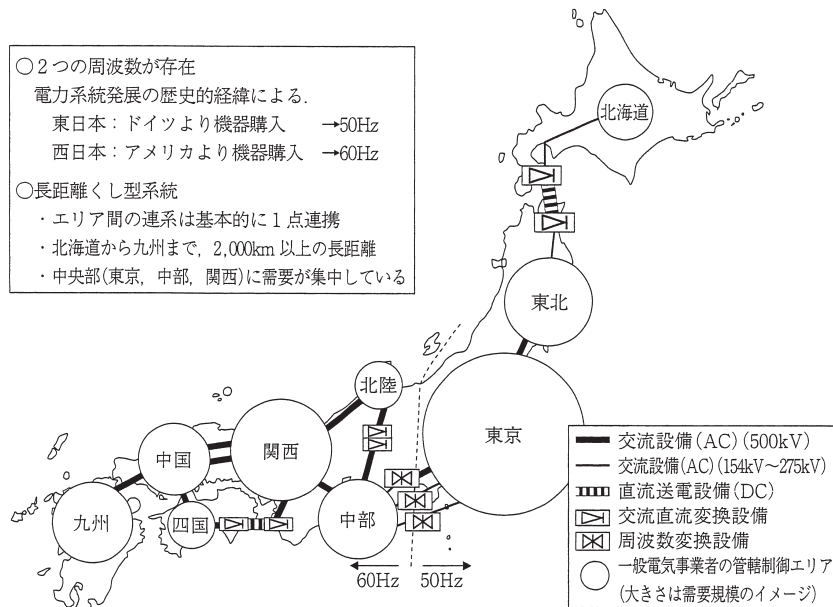 ○2つの周波数が存在
電力系統発展の歴史的経緯による.
東日本：ドイツより機器購入　→50Hz
西日本：アメリカより機器購入　→60Hz
○長距離くし型系統
・エリア間の連系は基本的に1点連携
・北海道から九州まで，2,000km以上の長距離
・中央部(東京，中部，関西)に需要が集中している
北海道
東北
北陸
東京
関西
中国
中部
九州
四国
60Hz
50Hz
交流設備(AC)(500kV)
交流設備(AC)(154kV～275kV)
直流送電設備(DC)
交流直流変換設備
周波数変換設備
一般電気事業者の管轄制御エリア
(大きさは需要規模のイメージ)